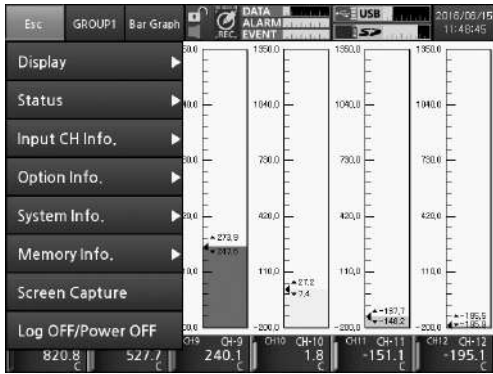 Esc GROUP1 Bar Graph REC. DATA ALARM EVENT USB SD 2016/06/15 11:48:45
Display
Status
Input CH Info.
Option Info.
System Info.
Memory Info.
Screen Capture
Log OFF/Power OFF
1350.0 1350.0 1350.0
1040.0 1040.0 1040.0
730.0 730.0 730.0
420.0 420.0 420.0
273.9
110.0 110.0 110.0
27.2
7.4
-187.7
-148.2
-200.0 -200.0 -200.0
CH9 CH-9 CH10 CH-10 CH11 CH-11 CH12 CH-12
820.8 527.7 240.1 1.8 -151.1 -195.1
C C C C C C